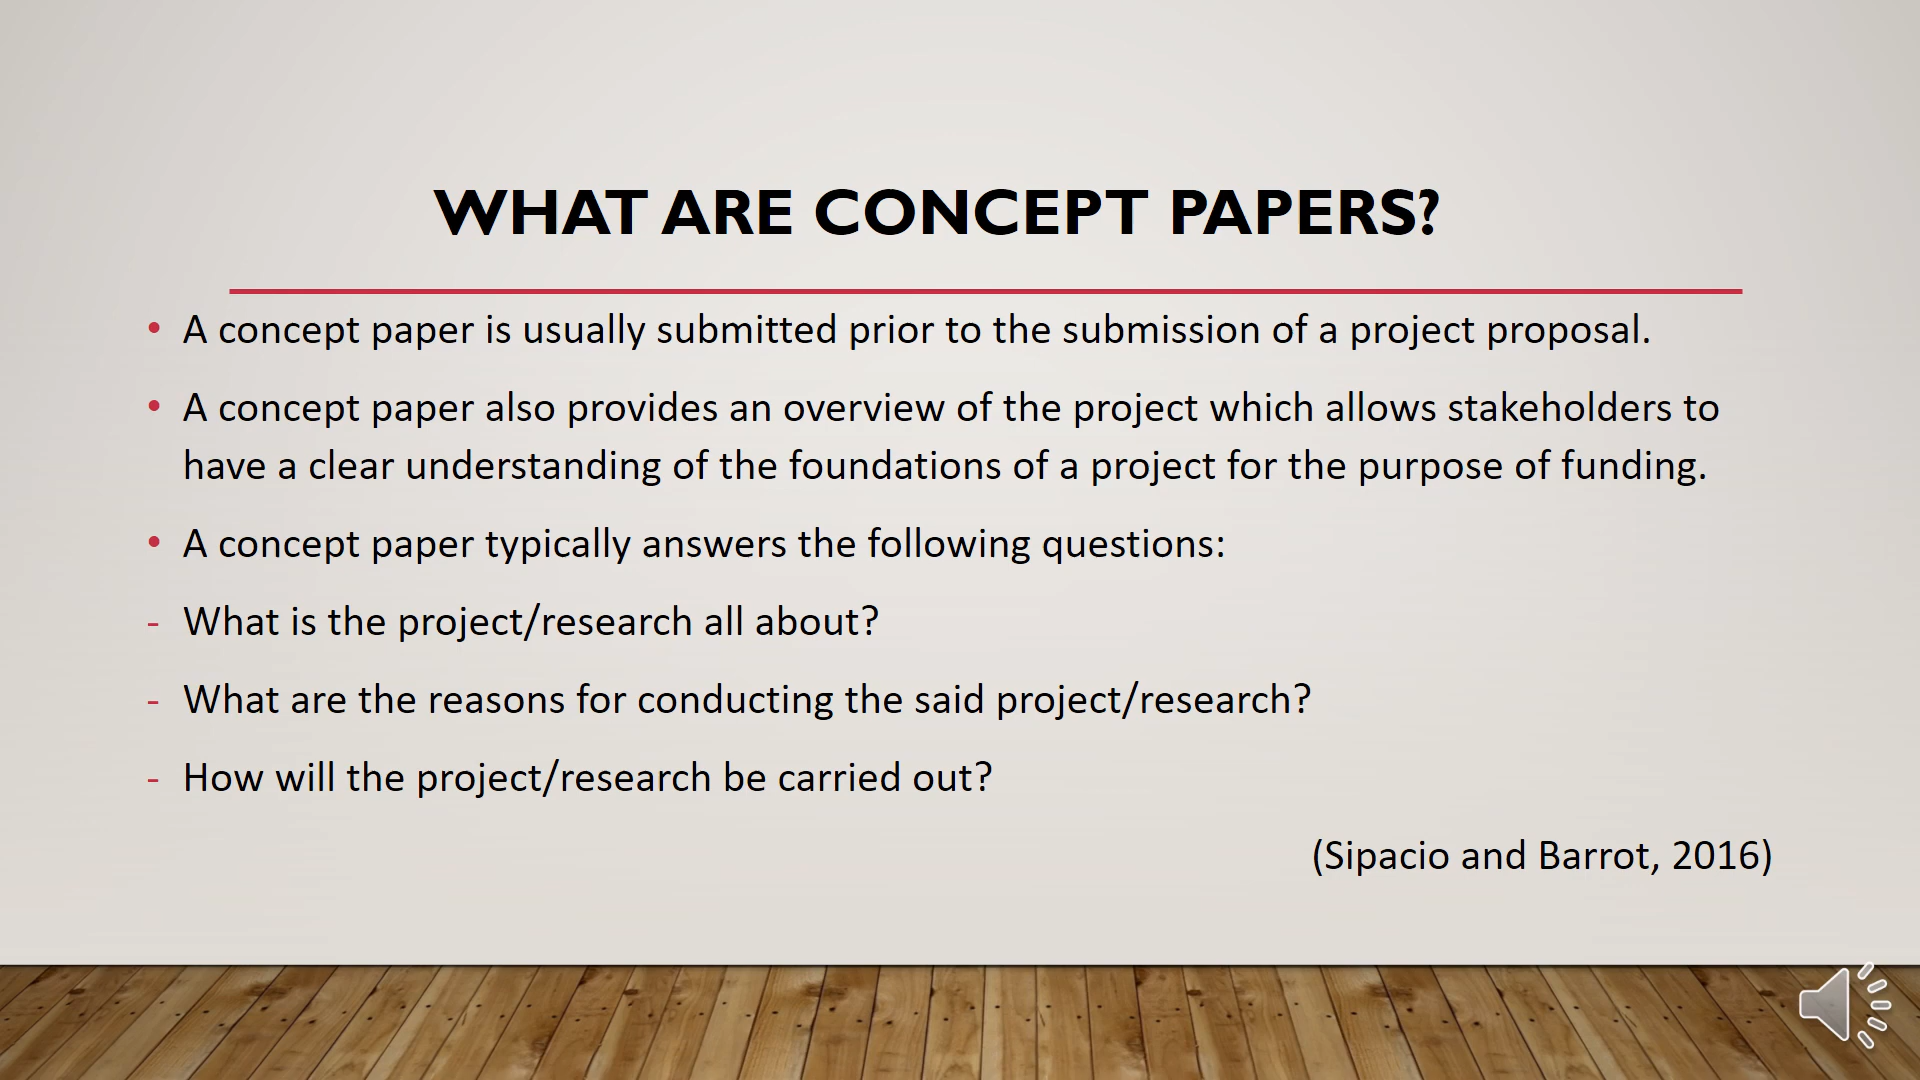 WHAT ARE CONCEPT PAPERS?
• A concept paper is usually submitted prior to the submission of a project proposal.
• A concept paper also provides an overview of the project which allows stakeholders to
have a clear understanding of the foundations of a project for the purpose of funding.
• A concept paper typically answers the following questions:
- What is the project/research all about?
- What are the reasons for conducting the said project/research?
- How will the project/research be carried out?
(Sipacio and Barrot, 2016)